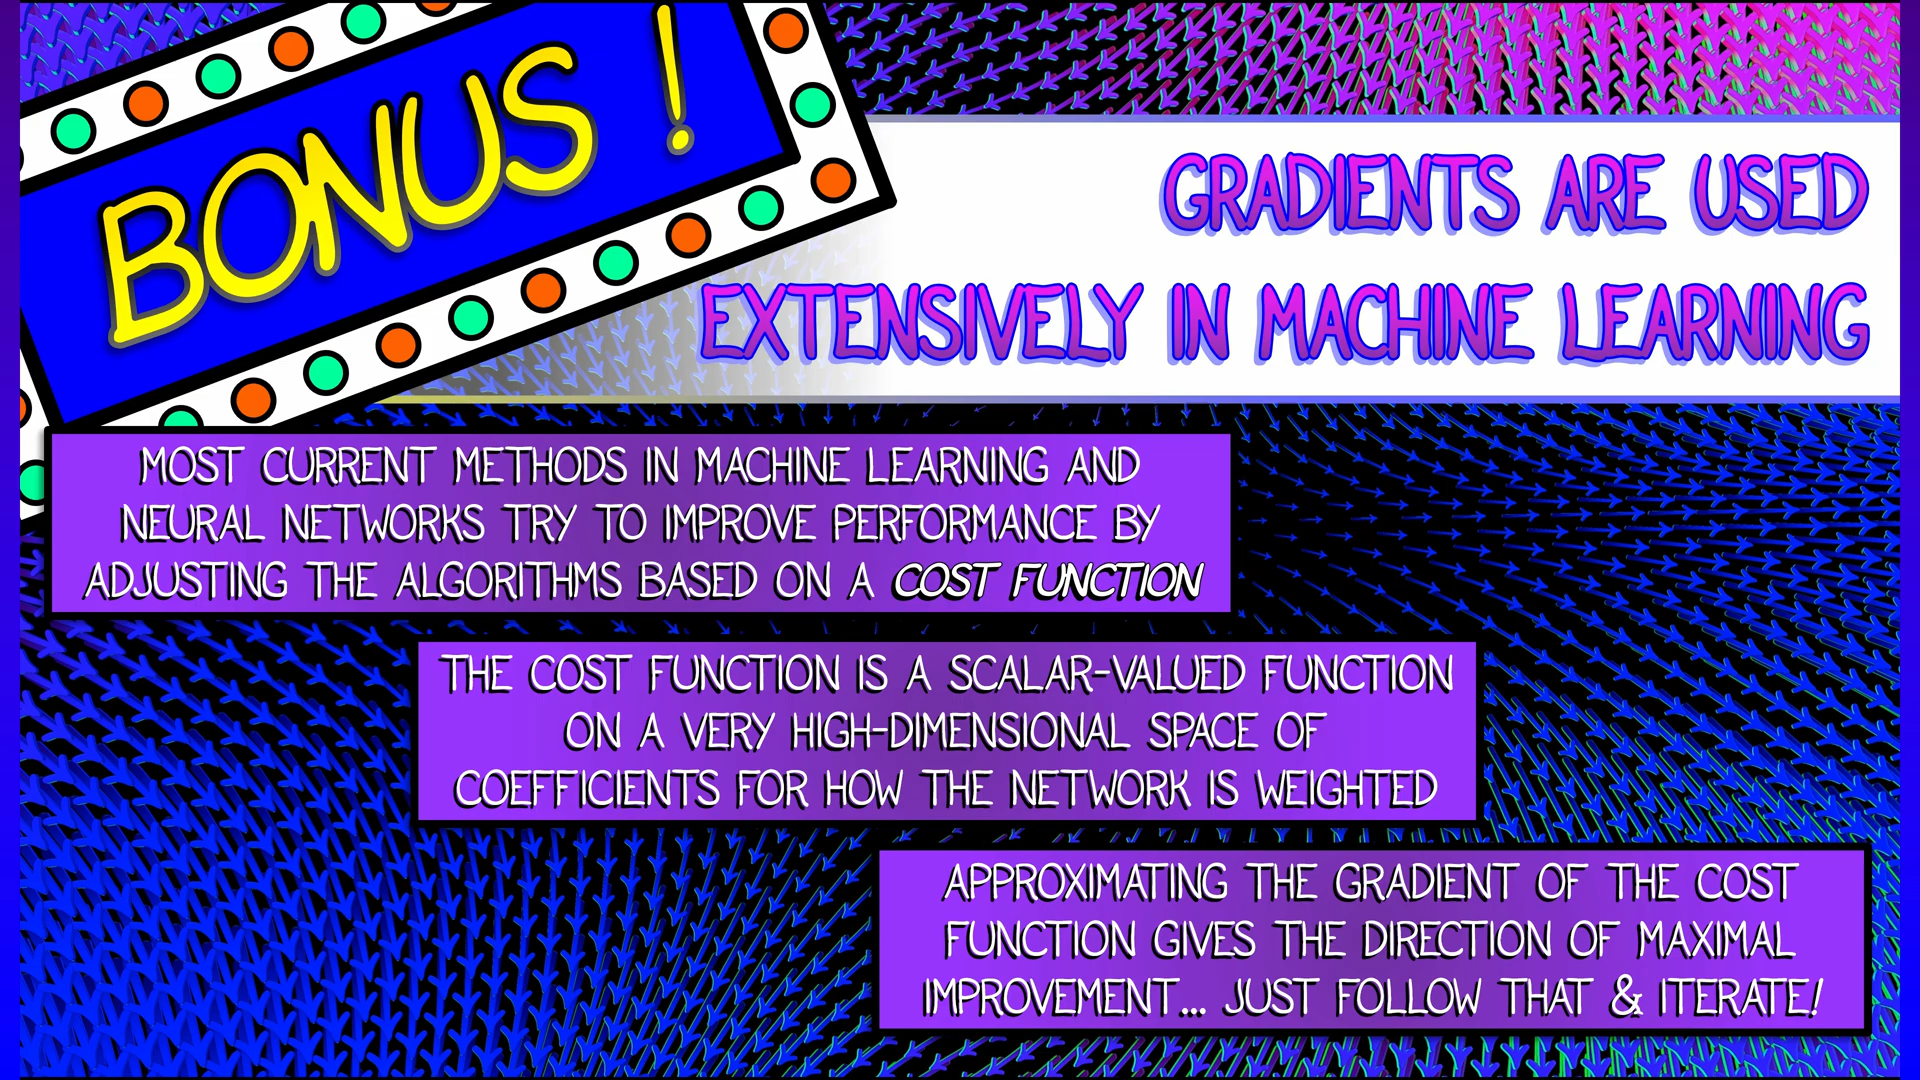 BONUS!
GRADIENTS ARE USED
EXTENSIVELY IN MACHINE LEARNING
MOST CURRENT METHODS IN MACHINE LEARNING AND
NEURAL NETWORKS TRY TO IMPROVE PERFORMANCE BY
ADJUSTING THE ALGORITHMS BASED ON A COST FUNCTION
THE COST FUNCTION IS A SCALAR-VALUED FUNCTION
ON A VERY HIGH-DIMENSIONAL SPACE OF
COEFFICIENTS FOR HOW THE NETWORK IS WEIGHTED
APPROXIMATING THE GRADIENT OF THE COST
FUNCTION GIVES THE DIRECTION OF MAXIMAL
IMPROVEMENT... JUST FOLLOW THAT & ITERATE!